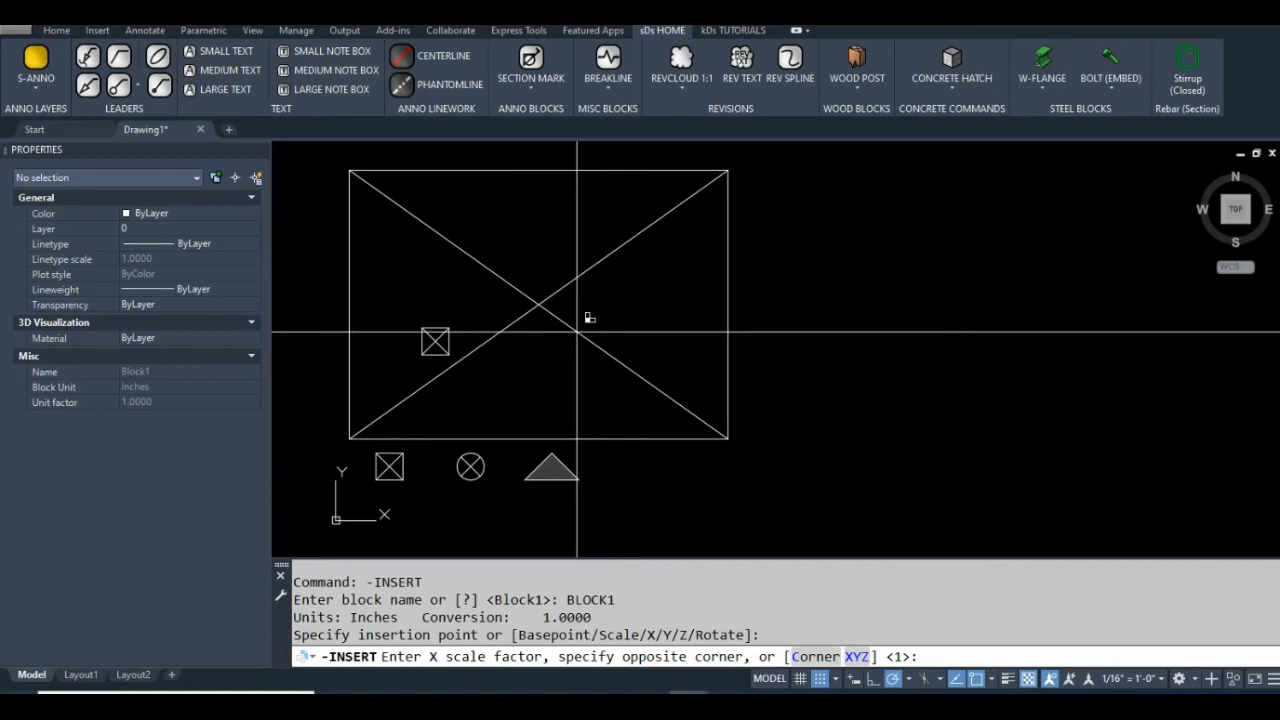 Home Insert Annotate Parametric View Output Manage Add-ins Collaborate Express Tools Featured Apps sDs HOME kDs TUTORIALS
S-ANNO
ANNO LAYERS
LEADERS
A SMALL TEXT
A MEDIUM TEXT
A LARGE TEXT
SMALL NOTE BOX
MEDIUM NOTE BOX
LARGE NOTE BOX
TEXT
CENTERLINE
PHANTOMLINE
ANNO LINEWORK
SECTION MARK
ANNO BLOCKS
BREAKLINE
MISC BLOCKS
REVCLOUD 1:1 REV TEXT REV SPLINE
REVISIONS
WOOD POST
WOOD BLOCKS
CONCRETE HATCH
CONCRETE COMMANDS
W-FLANGE BOLT (EMBED)
STEEL BLOCKS
Stirrup
(Closed)
Rebar (Section)
Start Drawing1*
PROPERTIES
No selection
General
Color ByLayer
Layer 0
Linetype ByLayer
Linetype scale 1.0000
Plot style ByColor
Lineweight ByLayer
Transparency ByLayer
3D Visualization
Material ByLayer
Misc
Name Block1
Block Unit Inches
Unit factor 1.0000
N
W TOP E
S
WCS
Y
X
Command: -INSERT
Enter block name or [?] <Block1>: BLOCK1
Units: Inches Conversion: 1.0000
Specify insertion point or [Basepoint/Scale/X/Y/Z/Rotate]:
-INSERT Enter X scale factor, specify opposite corner, or [Corner XYZ] <1>:
Model Layout1 Layout2 +
MODEL 1/16" = 1'-0"